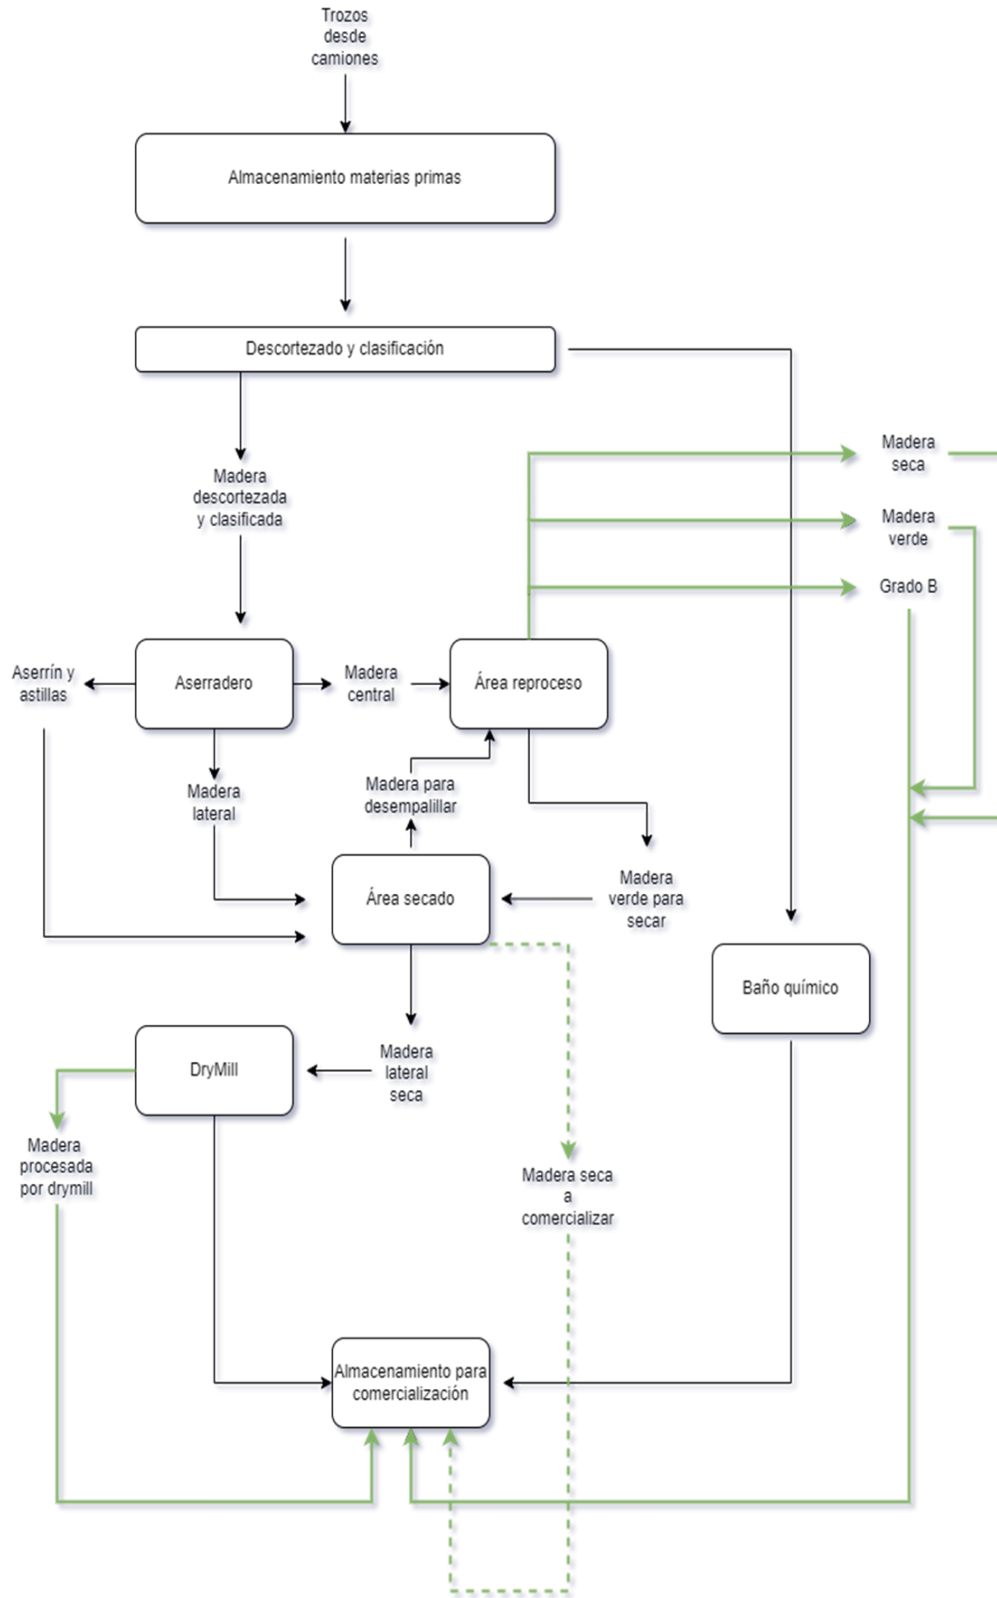 Trozos
desde
camiones
Almacenamiento materias primas
Descortezado y clasificación
Madera
seca
Madera
descortezada
y clasificada
Madera
verde
Grado B
Aserrín y
astillas
Aserradero
Madera
central
Área reproceso
Madera
lateral
Madera para
desempalillar
Área secado
Madera
verde para
secar
Baño químico
DryMill
Madera
lateral
seca
Madera
procesada
por drymill
Madera seca
a
comercializar
Almacenamiento para
comercialización